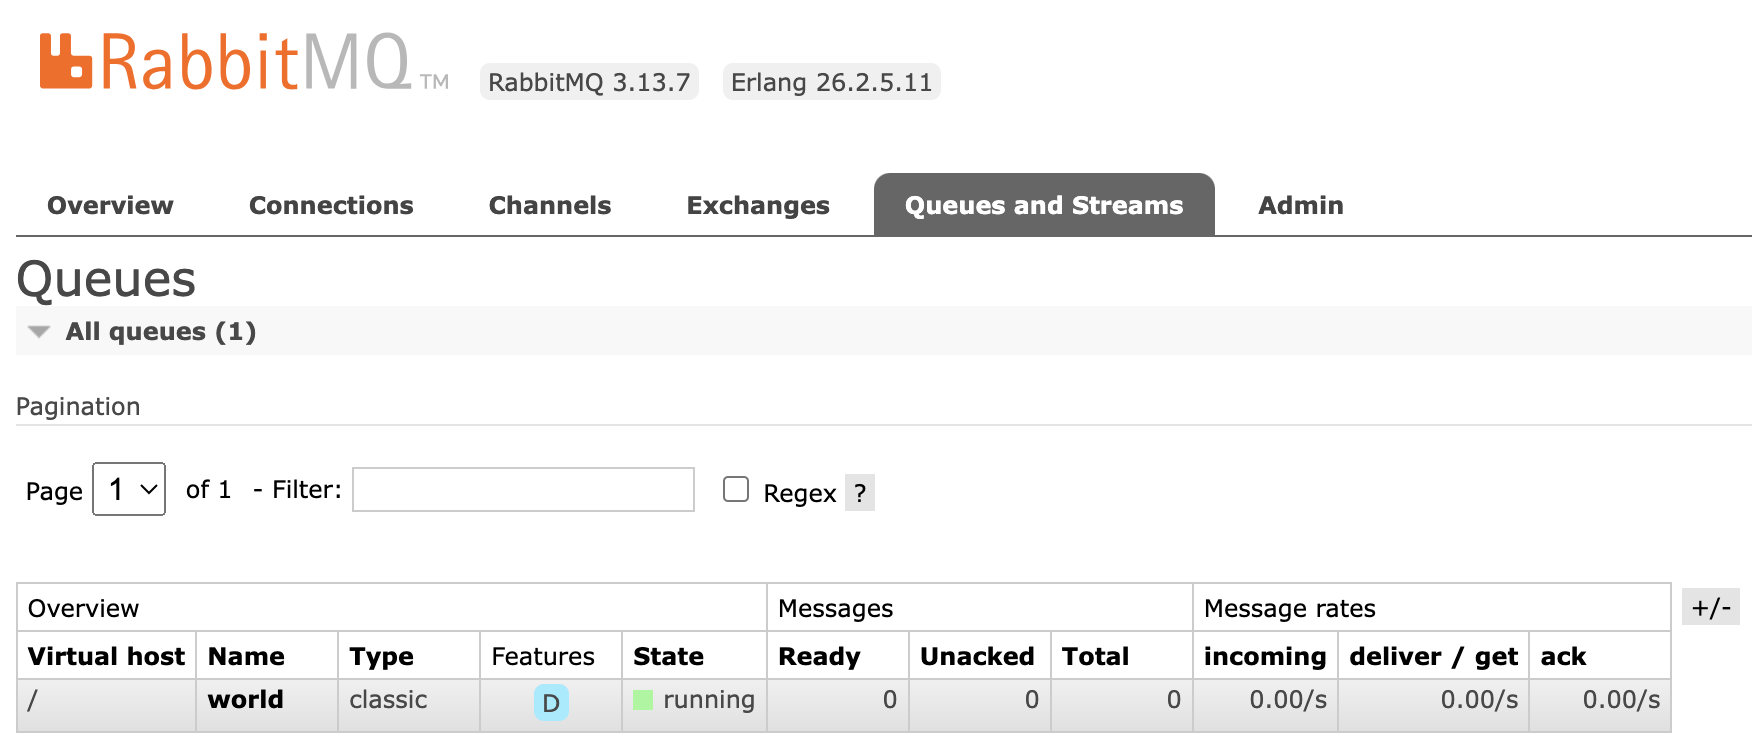 RabbitMQ TM RabbitMQ 3.13.7 Erlang 26.2.5.11
Overview Connections Channels Exchanges Queues and Streams Admin
Queues
All queues (1)
Pagination
Page 1 of 1 - Filter: Regex ?
Overview Messages Message rates +/-
Virtual host Name Type Features State Ready Unacked Total incoming deliver / get ack
/ world classic D running 0 0 0 0.00/s 0.00/s 0.00/s